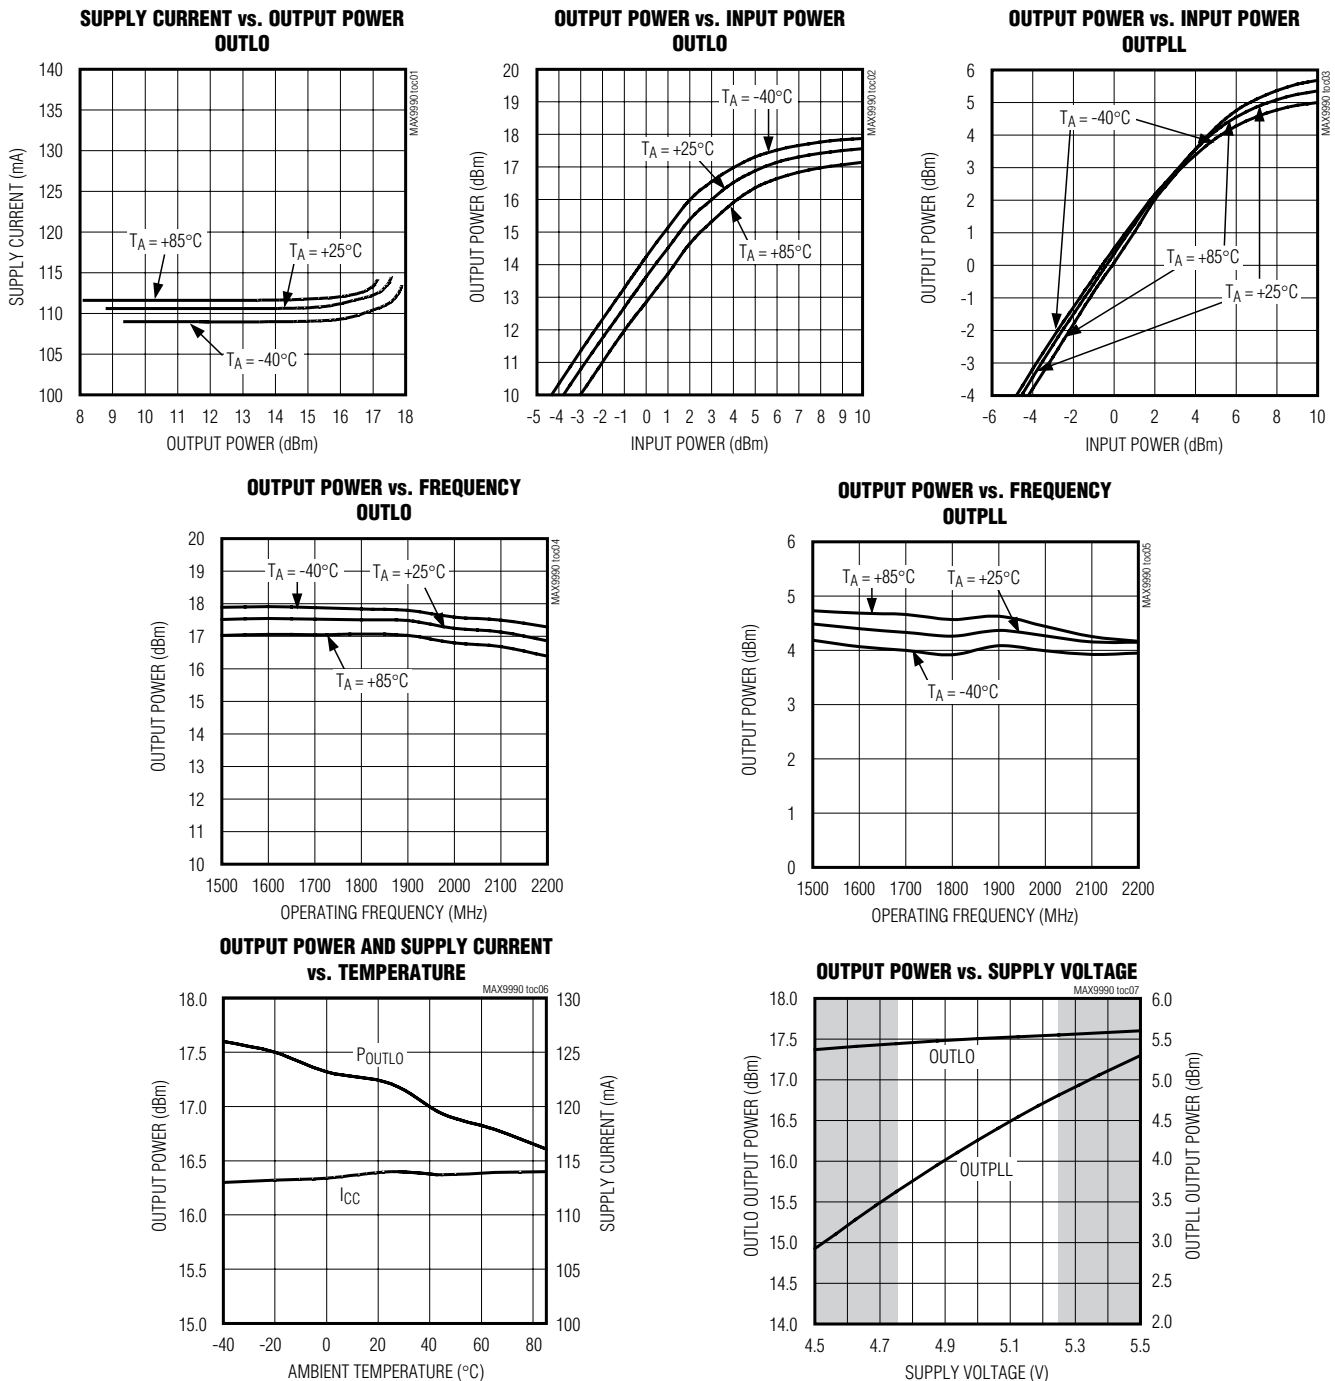 SUPPLY CURRENT vs. OUTPUT POWER
OUTLO
MAX9990 toc01
SUPPLY CURRENT (mA)
140
135
130
125
120
115
110
105
100
TA = +85°C
TA = +25°C
TA = -40°C
8 9 10 11 12 13 14 15 16 17 18
OUTPUT POWER (dBm)
OUTPUT POWER vs. INPUT POWER
OUTLO
MAX9990 toc02
OUTPUT POWER (dBm)
20
19
18
17
16
15
14
13
12
11
10
TA = -40°C
TA = +25°C
TA = +85°C
-5 -4 -3 -2 -1 0 1 2 3 4 5 6 7 8 9 10
INPUT POWER (dBm)
OUTPUT POWER vs. INPUT POWER
OUTPLL
MAX9990 toc03
OUTPUT POWER (dBm)
6
5
4
3
2
1
0
-1
-2
-3
-4
TA = -40°C
TA = +85°C
TA = +25°C
-6 -4 -2 0 2 4 6 8 10
INPUT POWER (dBm)
OUTPUT POWER vs. FREQUENCY
OUTLO
MAX9990 toc04
OUTPUT POWER (dBm)
20
19
18
17
16
15
14
13
12
11
10
TA = -40°C
TA = +25°C
TA = +85°C
1500 1600 1700 1800 1900 2000 2100 2200
OPERATING FREQUENCY (MHz)
OUTPUT POWER vs. FREQUENCY
OUTPLL
MAX9990 toc05
OUTPUT POWER (dBm)
6
5
4
3
2
1
0
TA = +85°C
TA = +25°C
TA = -40°C
1500 1600 1700 1800 1900 2000 2100 2200
OPERATING FREQUENCY (MHz)
OUTPUT POWER AND SUPPLY CURRENT
vs. TEMPERATURE
MAX9990 toc06
OUTPUT POWER (dBm)
18.0
17.5
17.0
16.5
16.0
15.5
15.0
POUTLO
ICC
130
125
120
114
110
105
100
SUPPLY CURRENT (mA)
-40 -20 0 20 40 60 80
AMBIENT TEMPERATURE (°C)
OUTPUT POWER vs. SUPPLY VOLTAGE
MAX9990 toc07
OUTLO OUTPUT POWER (dBm)
18.0
17.5
17.0
16.5
16.0
15.5
15.0
14.5
14.0
OUTLO
OUTPLL
6.0
5.5
5.0
4.5
4.0
3.5
3.0
2.5
2.0
OUTPLL OUTPUT POWER (dBm)
4.5 4.7 4.9 5.1 5.3 5.5
SUPPLY VOLTAGE (V)